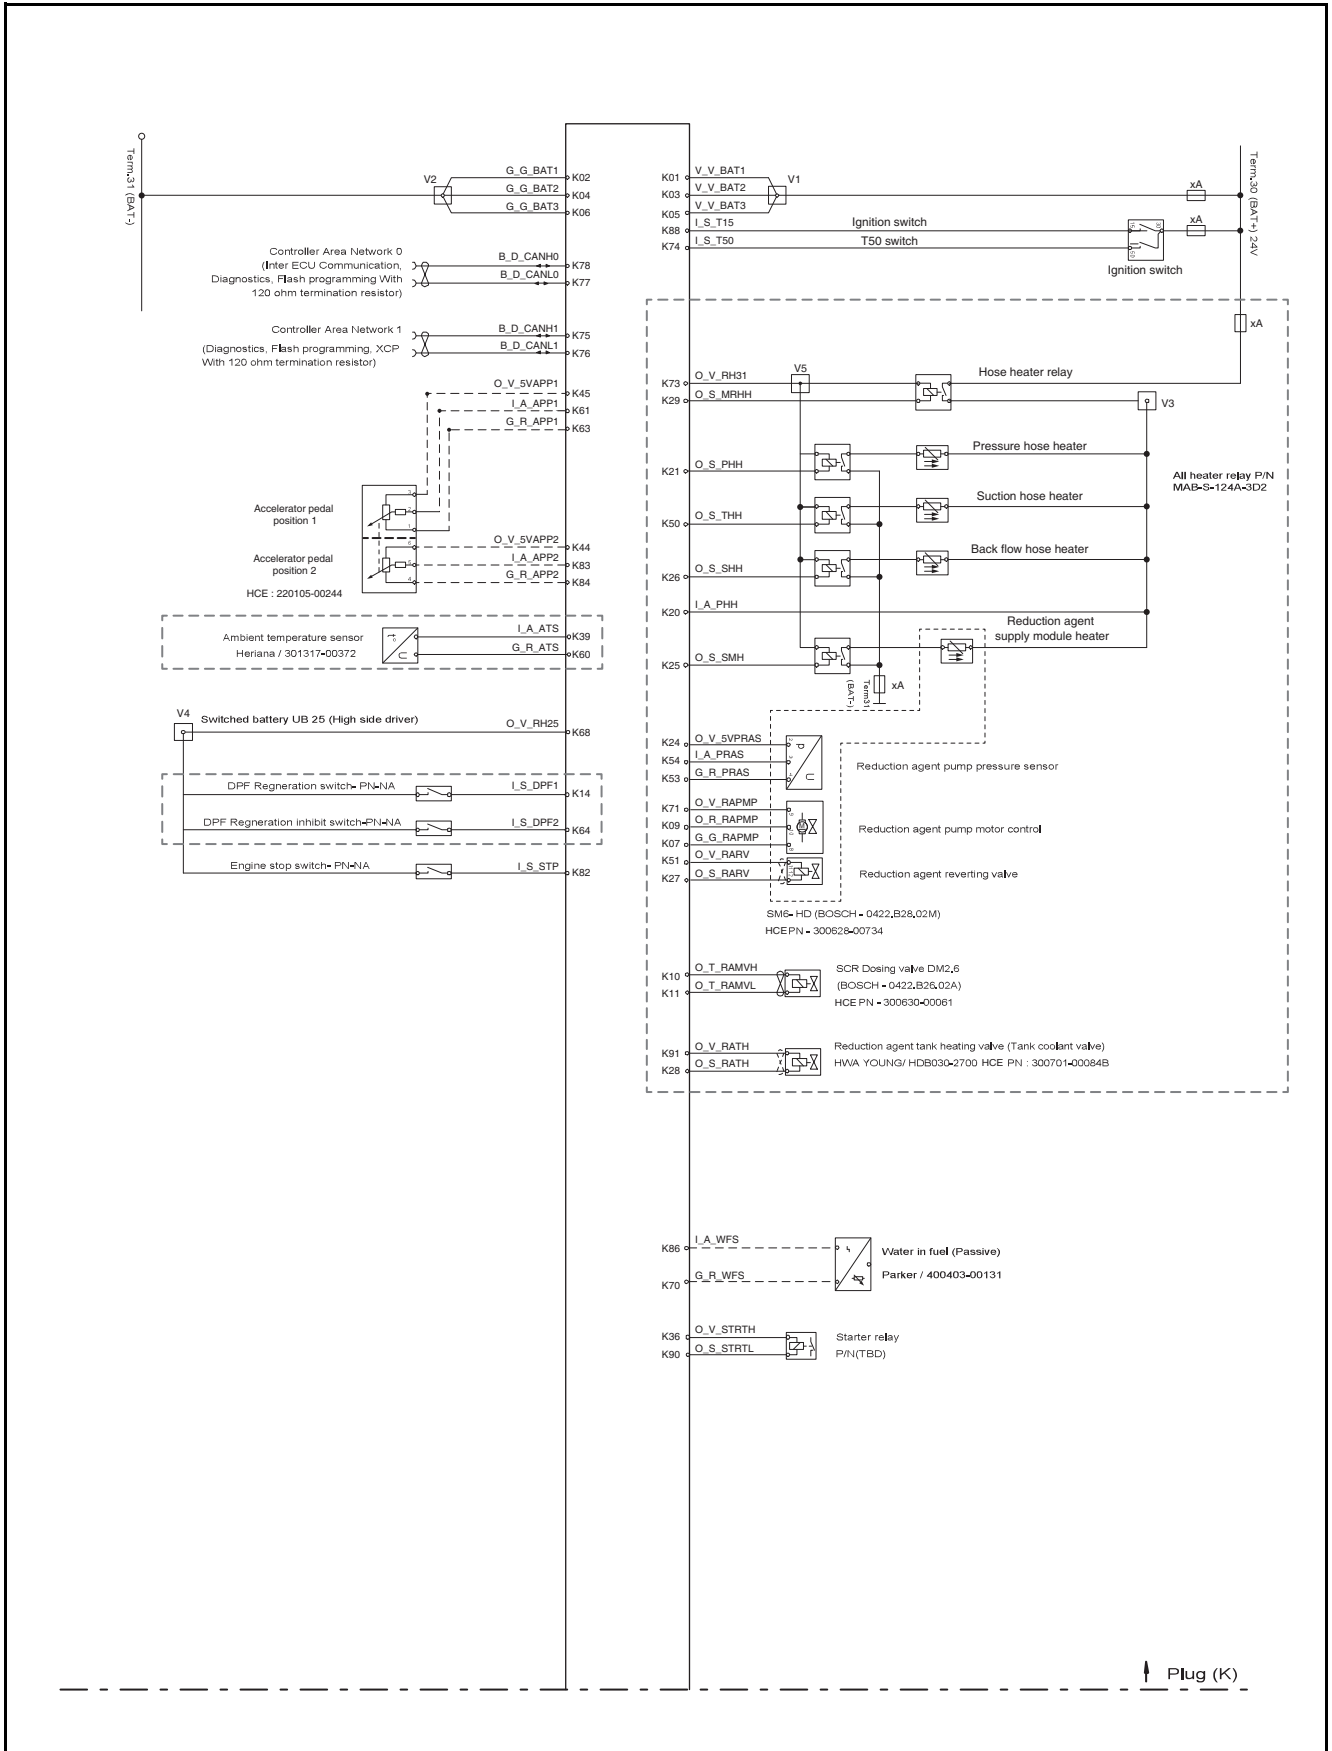 Term.31 (BAT-)
V2
G_G_BAT1
K02
G_G_BAT2
K04
G_G_BAT3
K06
Controller Area Network 0
(Inter ECU Communication,
Diagnostics, Flash programming With
120 ohm termination resistor)
B_D_CANH0
K78
B_D_CANL0
K77
Controller Area Network 1
(Diagnostics, Flash programming, XCP
With 120 ohm termination resistor)
B_D_CANH1
K75
B_D_CANL1
K76
O_V_5VAPP1
K45
I_A_APP1
K61
G_R_APP1
K63
Accelerator pedal
position 1
3
2
1
Accelerator pedal
position 2
6
5
4
HCE : 220105-00244
O_V_5VAPP2
K44
I_A_APP2
K83
G_R_APP2
K84
Ambient temperature sensor
Heriana / 301317-00372
t°
U
I_A_ATS
K39
G_R_ATS
K60
V4
Switched battery UB 25 (High side driver)
O_V_RH25
K68
DPF Regneration switch- PN-NA
I_S_DPF1
K14
DPF Regneration inhibit switch-PN-NA
I_S_DPF2
K64
Engine stop switch- PN-NA
I_S_STP
K82
K01
V_V_BAT1
V1
K03
V_V_BAT2
xA
K05
V_V_BAT3
K88
I_S_T15
Ignition switch
15
30
50
xA
K74
I_S_T50
T50 switch
Ignition switch
Term.30 (BAT+) 24V
xA
K73
O_V_RH31
V5
Hose heater relay
K29
O_S_MRHH
V3
Pressure hose heater
K21
O_S_PHH
All heater relay P/N
MAB-S-124A-3D2
Suction hose heater
K50
O_S_THH
Back flow hose heater
K26
O_S_SHH
K20
I_A_PHH
Reduction agent
supply module heater
K25
O_S_SMH
Term31
(BAT-)
xA
K24
O_V_5VPRAS
K54
I_A_PRAS
K53
G_R_PRAS
P
U
Reduction agent pump pressure sensor
K71
O_V_RAPMP
K09
O_R_RAPMP
K07
G_G_RAPMP
M
Reduction agent pump motor control
K51
O_V_RARV
K27
O_S_RARV
Reduction agent reverting valve
SM6- HD (BOSCH - 0422.B28.02M)
HCEPN - 300628-00734
K10
O_T_RAMVH
K11
O_T_RAMVL
SCR Dosing valve DM2.6
(BOSCH - 0422.B26.02A)
HCE PN - 300630-00061
K91
O_V_RATH
K28
O_S_RATH
Reduction agent tank heating valve (Tank coolant valve)
HWA YOUNG/ HDB030-2700 HCE PN : 300701-00084B
K86
I_A_WFS
K70
G_R_WFS
Water in fuel (Passive)
Parker / 400403-00131
K36
O_V_STRTH
K90
O_S_STRTL
Starter relay
P/N(TBD)
Plug (K)